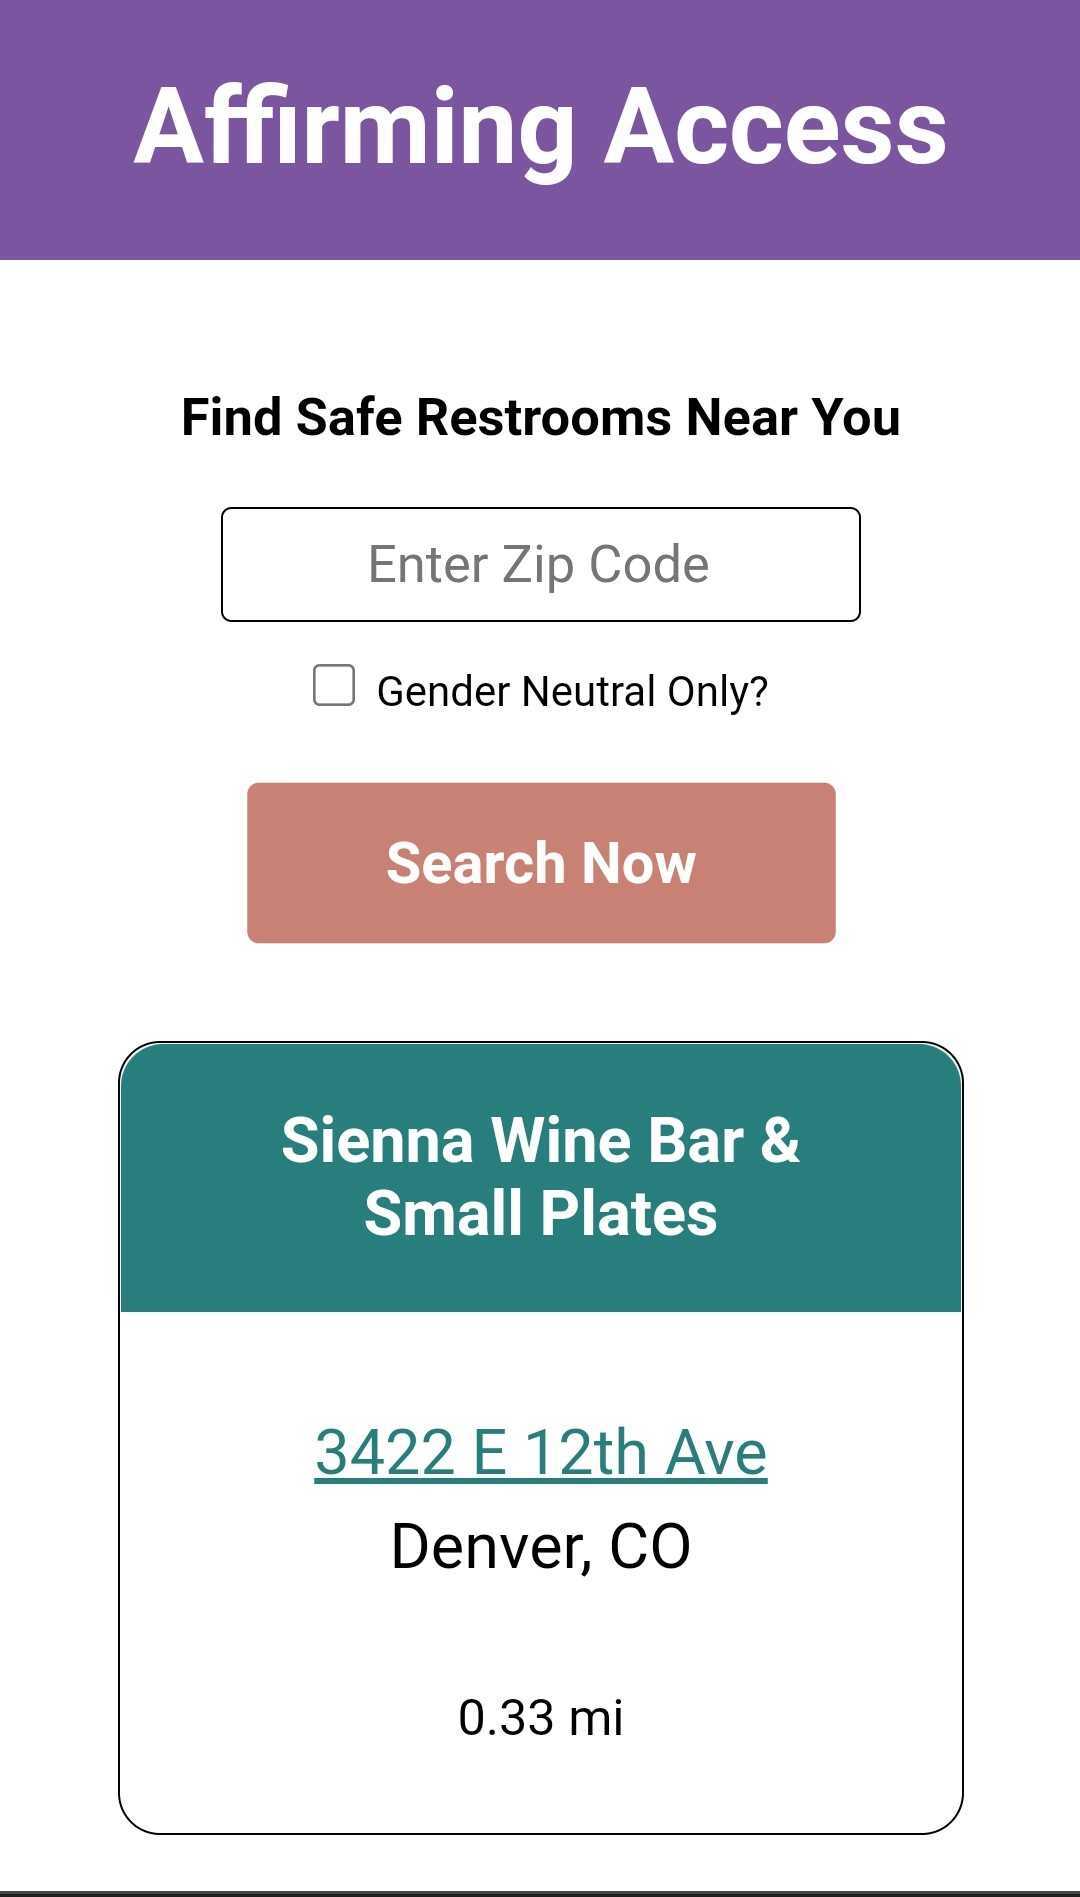 Affirming Access
Find Safe Restrooms Near You
Enter Zip Code
Gender Neutral Only?
Search Now
Sienna Wine Bar &
Small Plates
3422 E 12th Ave
Denver, CO
0.33 mi